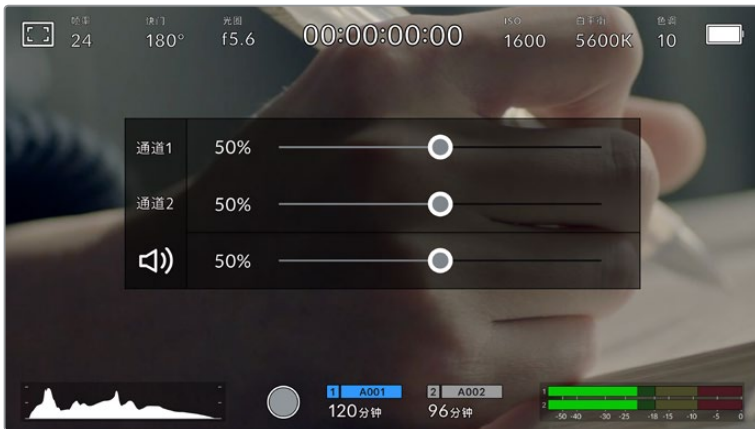 帧率 快门 光圈 ISO 白平衡 色调
24 180° f5.6 00:00:00:00 1600 5600K 10
通道1 50%
通道2 50%
50%
1 A001 2 A002
120分钟 96分钟
1
2
-50 -40 -30 -25 -18 -15 -10 -5 0